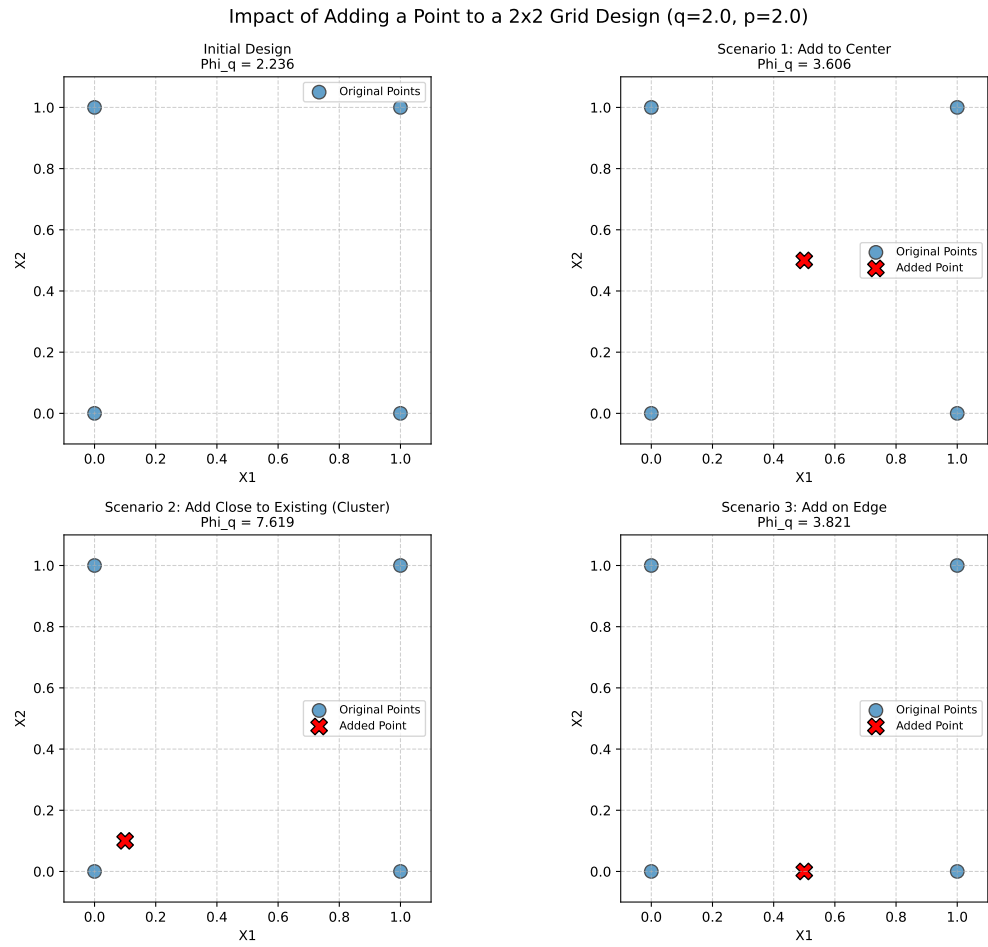 Impact of Adding a Point to a 2x2 Grid Design (q=2.0, p=2.0)
Initial Design
Phi_q = 2.236
Original Points
1.0
0.8
0.6
0.4
0.2
0.0
X2
0.0 0.2 0.4 0.6 0.8 1.0
X1
Scenario 1: Add to Center
Phi_q = 3.606
Original Points
Added Point
1.0
0.8
0.6
0.4
0.2
0.0
X2
0.0 0.2 0.4 0.6 0.8 1.0
X1
Scenario 2: Add Close to Existing (Cluster)
Phi_q = 7.619
Original Points
Added Point
1.0
0.8
0.6
0.4
0.2
0.0
X2
0.0 0.2 0.4 0.6 0.8 1.0
X1
Scenario 3: Add on Edge
Phi_q = 3.821
Original Points
Added Point
1.0
0.8
0.6
0.4
0.2
0.0
X2
0.0 0.2 0.4 0.6 0.8 1.0
X1